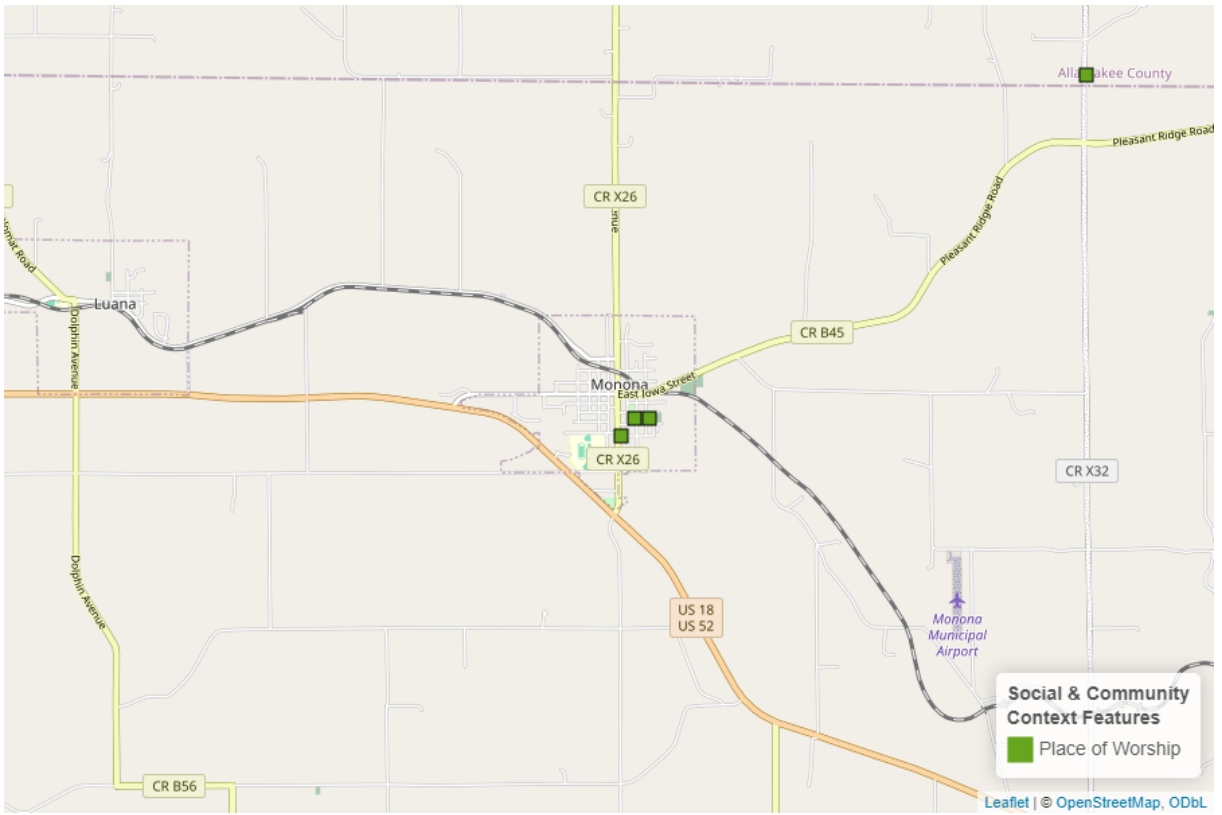 Allamakee County
Pleasant Ridge Road
CR X26
nue
Pleasant Ridge Road
Road
Luana
Dolphin Avenue
CR B45
Monona
East Iowa Street
CR X26
CR X32
Dolphin Avenue
US 18
US 52
Monona
Municipal
Airport
Social & Community
Context Features
Place of Worship
CR B56
Leaflet | © OpenStreetMap, ODbL